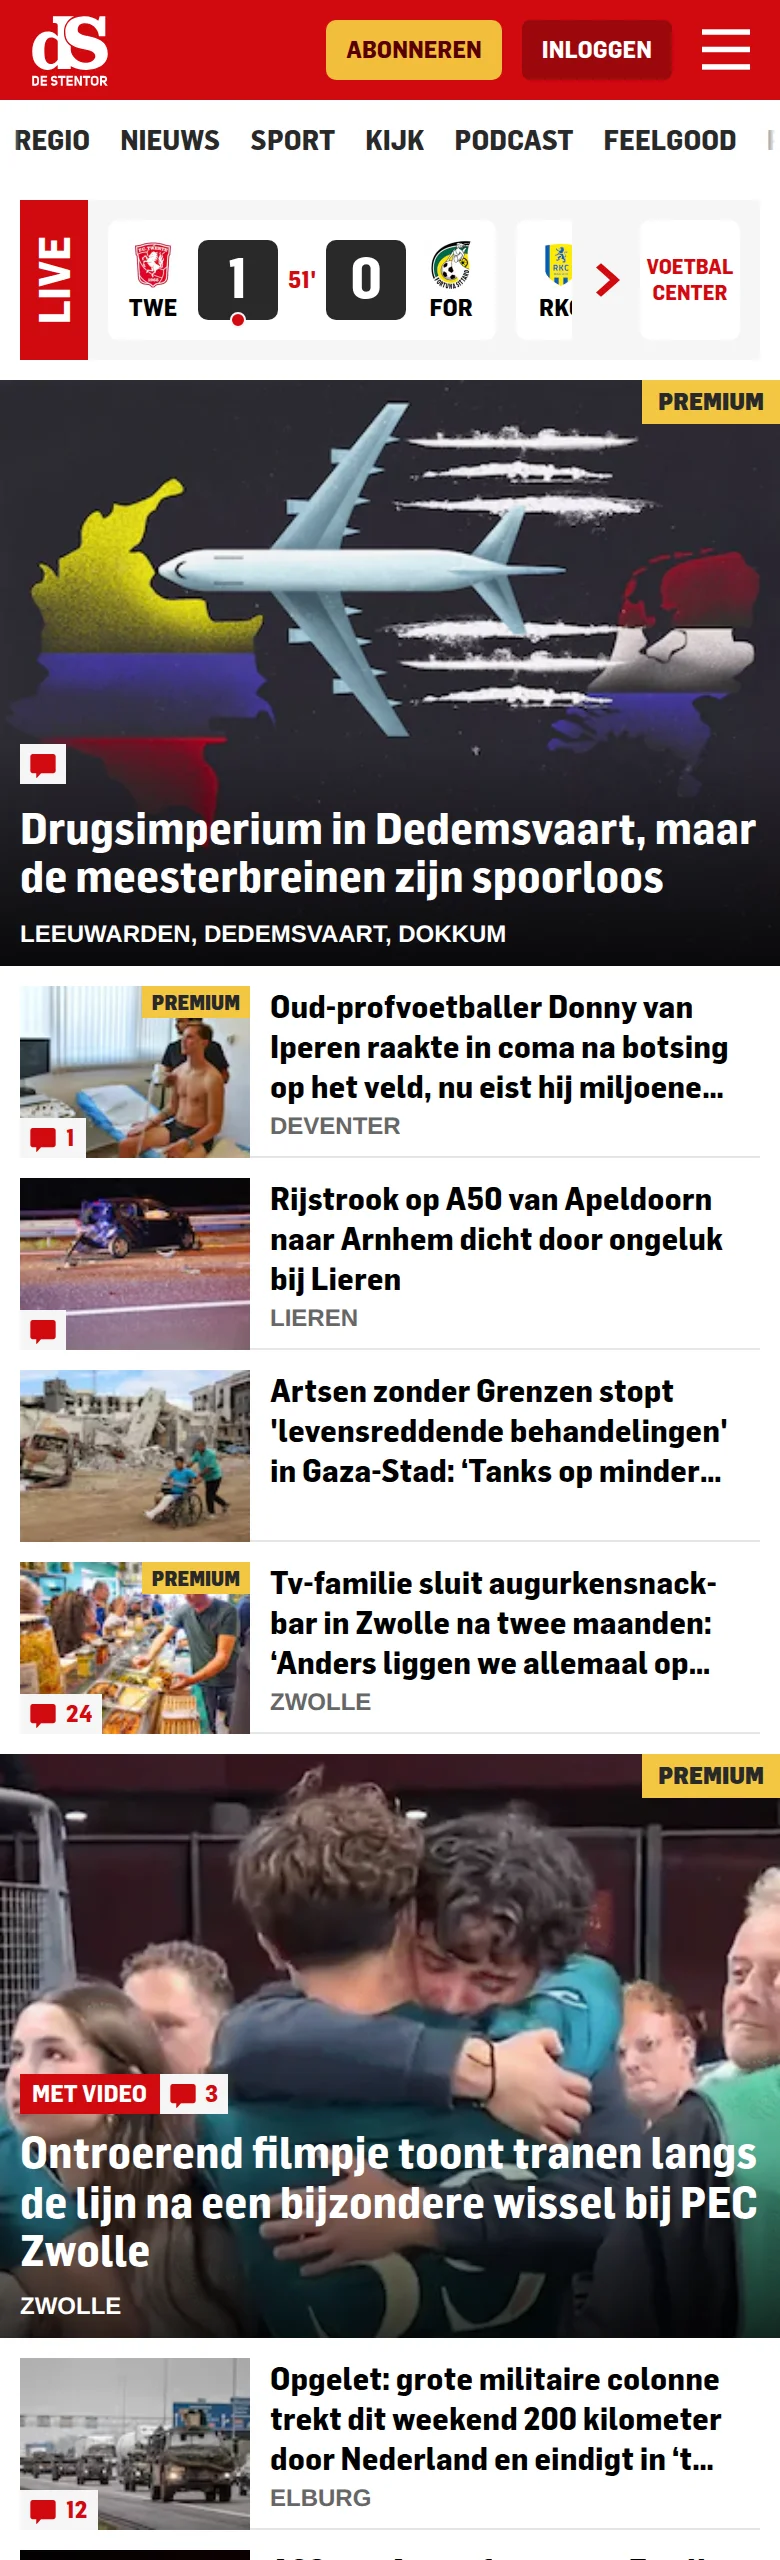 dS
DE STENTOR
ABONNEREN
INLOGGEN
REGIO NIEUWS SPORT KIJK PODCAST FEELGOOD
LIVE
TWE
1
51'
0
FOR
RKC
VOETBAL
CENTER
PREMIUM
Drugsimperium in Dedemsvaart, maar
de meesterbreinen zijn spoorloos
LEEUWARDEN, DEDEMSVAART, DOKKUM
PREMIUM
1
Oud-profvoetballer Donny van
Iperen raakte in coma na botsing
op het veld, nu eist hij miljoene...
DEVENTER
Rijstrook op A50 van Apeldoorn
naar Arnhem dicht door ongeluk
bij Lieren
LIEREN
Artsen zonder Grenzen stopt
'levensreddende behandelingen'
in Gaza-Stad: ‘Tanks op minder...
PREMIUM
24
Tv-familie sluit augurkensnack-
bar in Zwolle na twee maanden:
‘Anders liggen we allemaal op...
ZWOLLE
PREMIUM
MET VIDEO
3
Ontroerend filmpje toont tranen langs
de lijn na een bijzondere wissel bij PEC
Zwolle
ZWOLLE
12
Opgelet: grote militaire colonne
trekt dit weekend 200 kilometer
door Nederland en eindigt in ‘t...
ELBURG